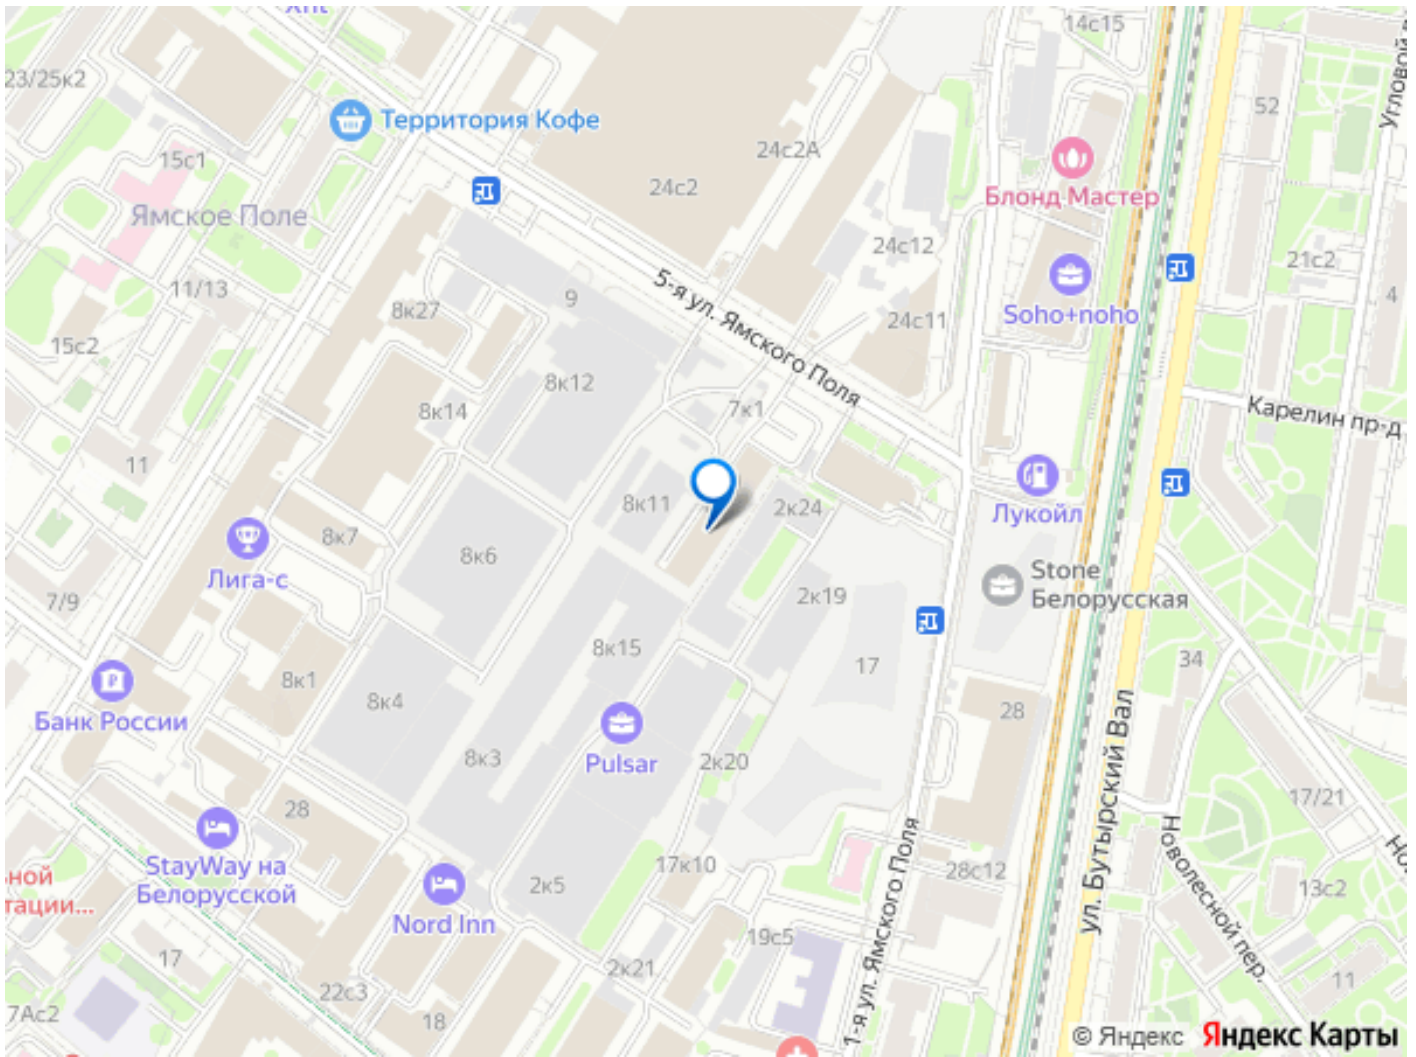 14с15
23/25к2
52
Территория Кофе
24с2А
15с1
Блонд Мастер
24с2
Ямское Поле
24с12
21с2
11/13
9
5-я ул. Ямского Поля
4
8к27
Soho+noho
24с11
15с2
8к12
8к14
7к1
Карелин пр-д
11
8к11
2к24
Лукойл
8к7
8к6
Лига-с
Stone
Белорусская
2к19
7/9
8к15
17
34
8к1
8к4
28
Банк России
Pulsar
8к3
2к20
ул. Бутырский Вал
28
17/21
StayWay на
Белорусской
17к10
28с12
2к5
Новолесной пер.
13с2
Nord Inn
1-я ул. Ямского Поля
19с5
17
2к21
11
22с3
7Ас2
18
© Яндекс Яндекс Карты